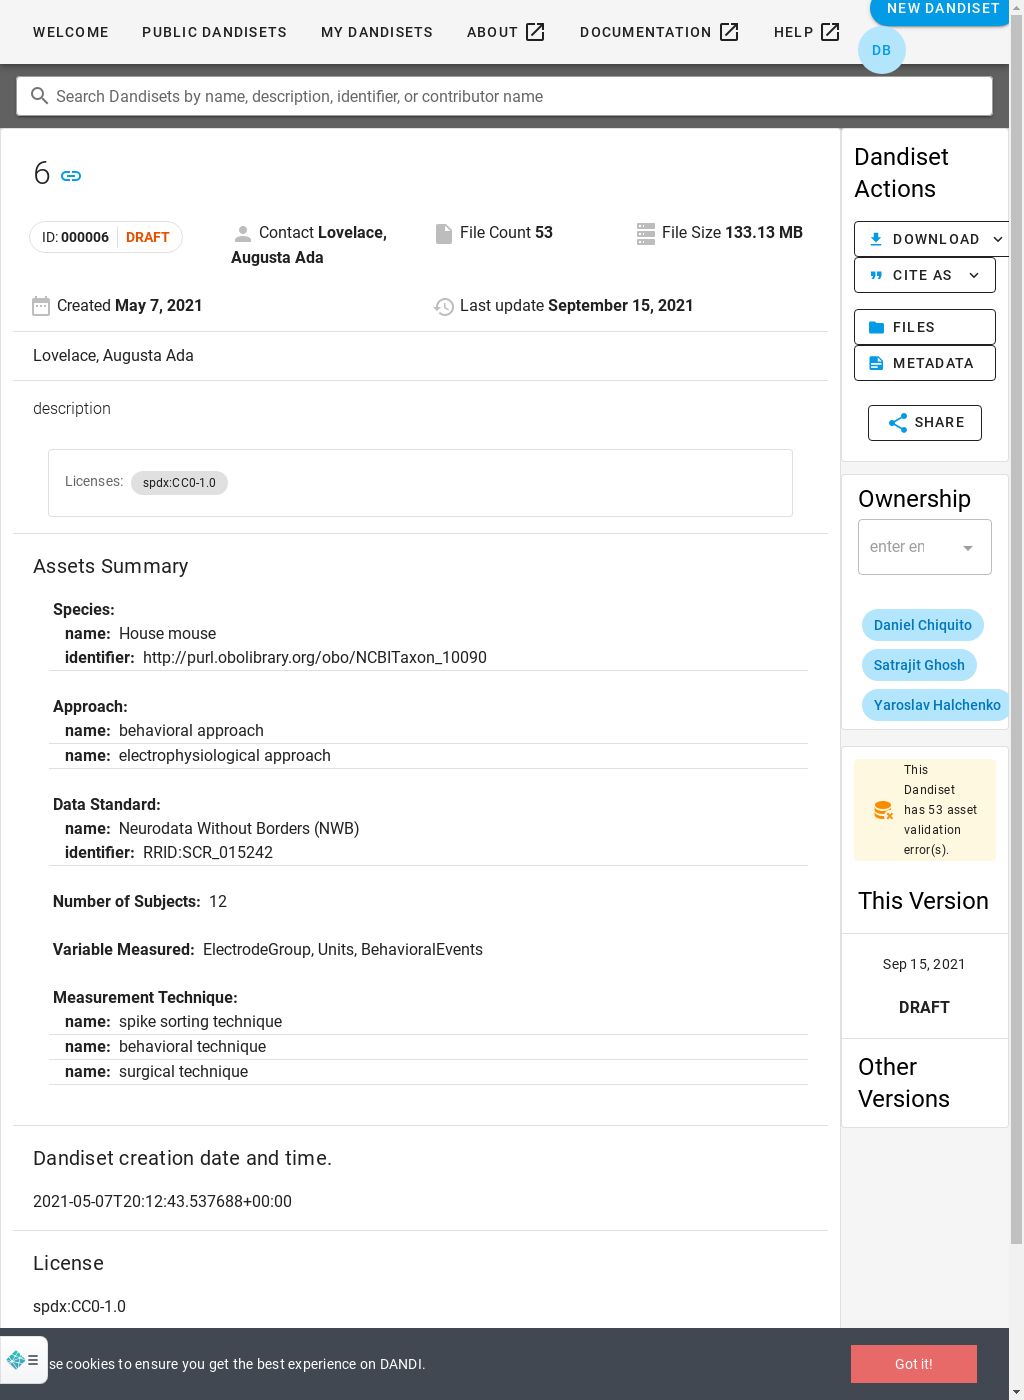 WELCOME PUBLIC DANDISETS MY DANDISETS ABOUT DOCUMENTATION HELP NEW DANDISET
DB
Search Dandisets by name, description, identifier, or contributor name
6
ID: 000006 DRAFT
Contact Lovelace,
Augusta Ada
File Count 53
File Size 133.13 MB
Created May 7, 2021
Last update September 15, 2021
Lovelace, Augusta Ada
description
Licenses: spdx:CC0-1.0
Assets Summary
Species:
name: House mouse
identifier: http://purl.obolibrary.org/obo/NCBITaxon_10090
Approach:
name: behavioral approach
name: electrophysiological approach
Data Standard:
name: Neurodata Without Borders (NWB)
identifier: RRID:SCR_015242
Number of Subjects: 12
Variable Measured: ElectrodeGroup, Units, BehavioralEvents
Measurement Technique:
name: spike sorting technique
name: behavioral technique
name: surgical technique
Dandiset creation date and time.
2021-05-07T20:12:43.537688+00:00
License
spdx:CC0-1.0
Dandiset
Actions
DOWNLOAD
CITE AS
FILES
METADATA
SHARE
Ownership
enter en
Daniel Chiquito
Satrajit Ghosh
Yaroslav Halchenko
This
Dandiset
has 53 asset
validation
error(s).
This Version
Sep 15, 2021
DRAFT
Other
Versions
se cookies to ensure you get the best experience on DANDI.
Got it!